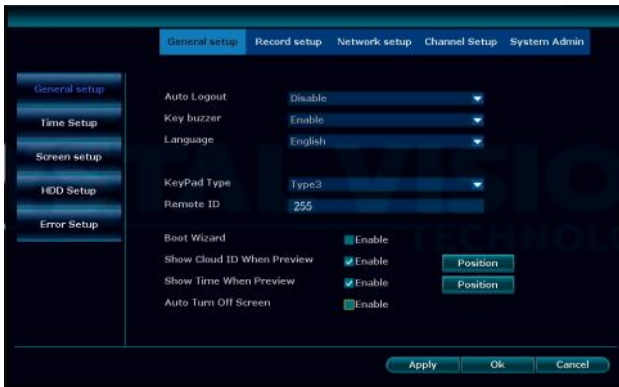 General setup Record setup Network setup Channel Setup System Admin
General setup
Time Setup
Screen setup
HDD Setup
Error Setup
Auto Logout Disable
Key buzzer Enable
Language English
KeyPad Type Type3
Remote ID 255
Boot Wizard Enable
Show Cloud ID When Preview Enable Position
Show Time When Preview Enable Position
Auto Turn Off Screen Enable
Apply Ok Cancel